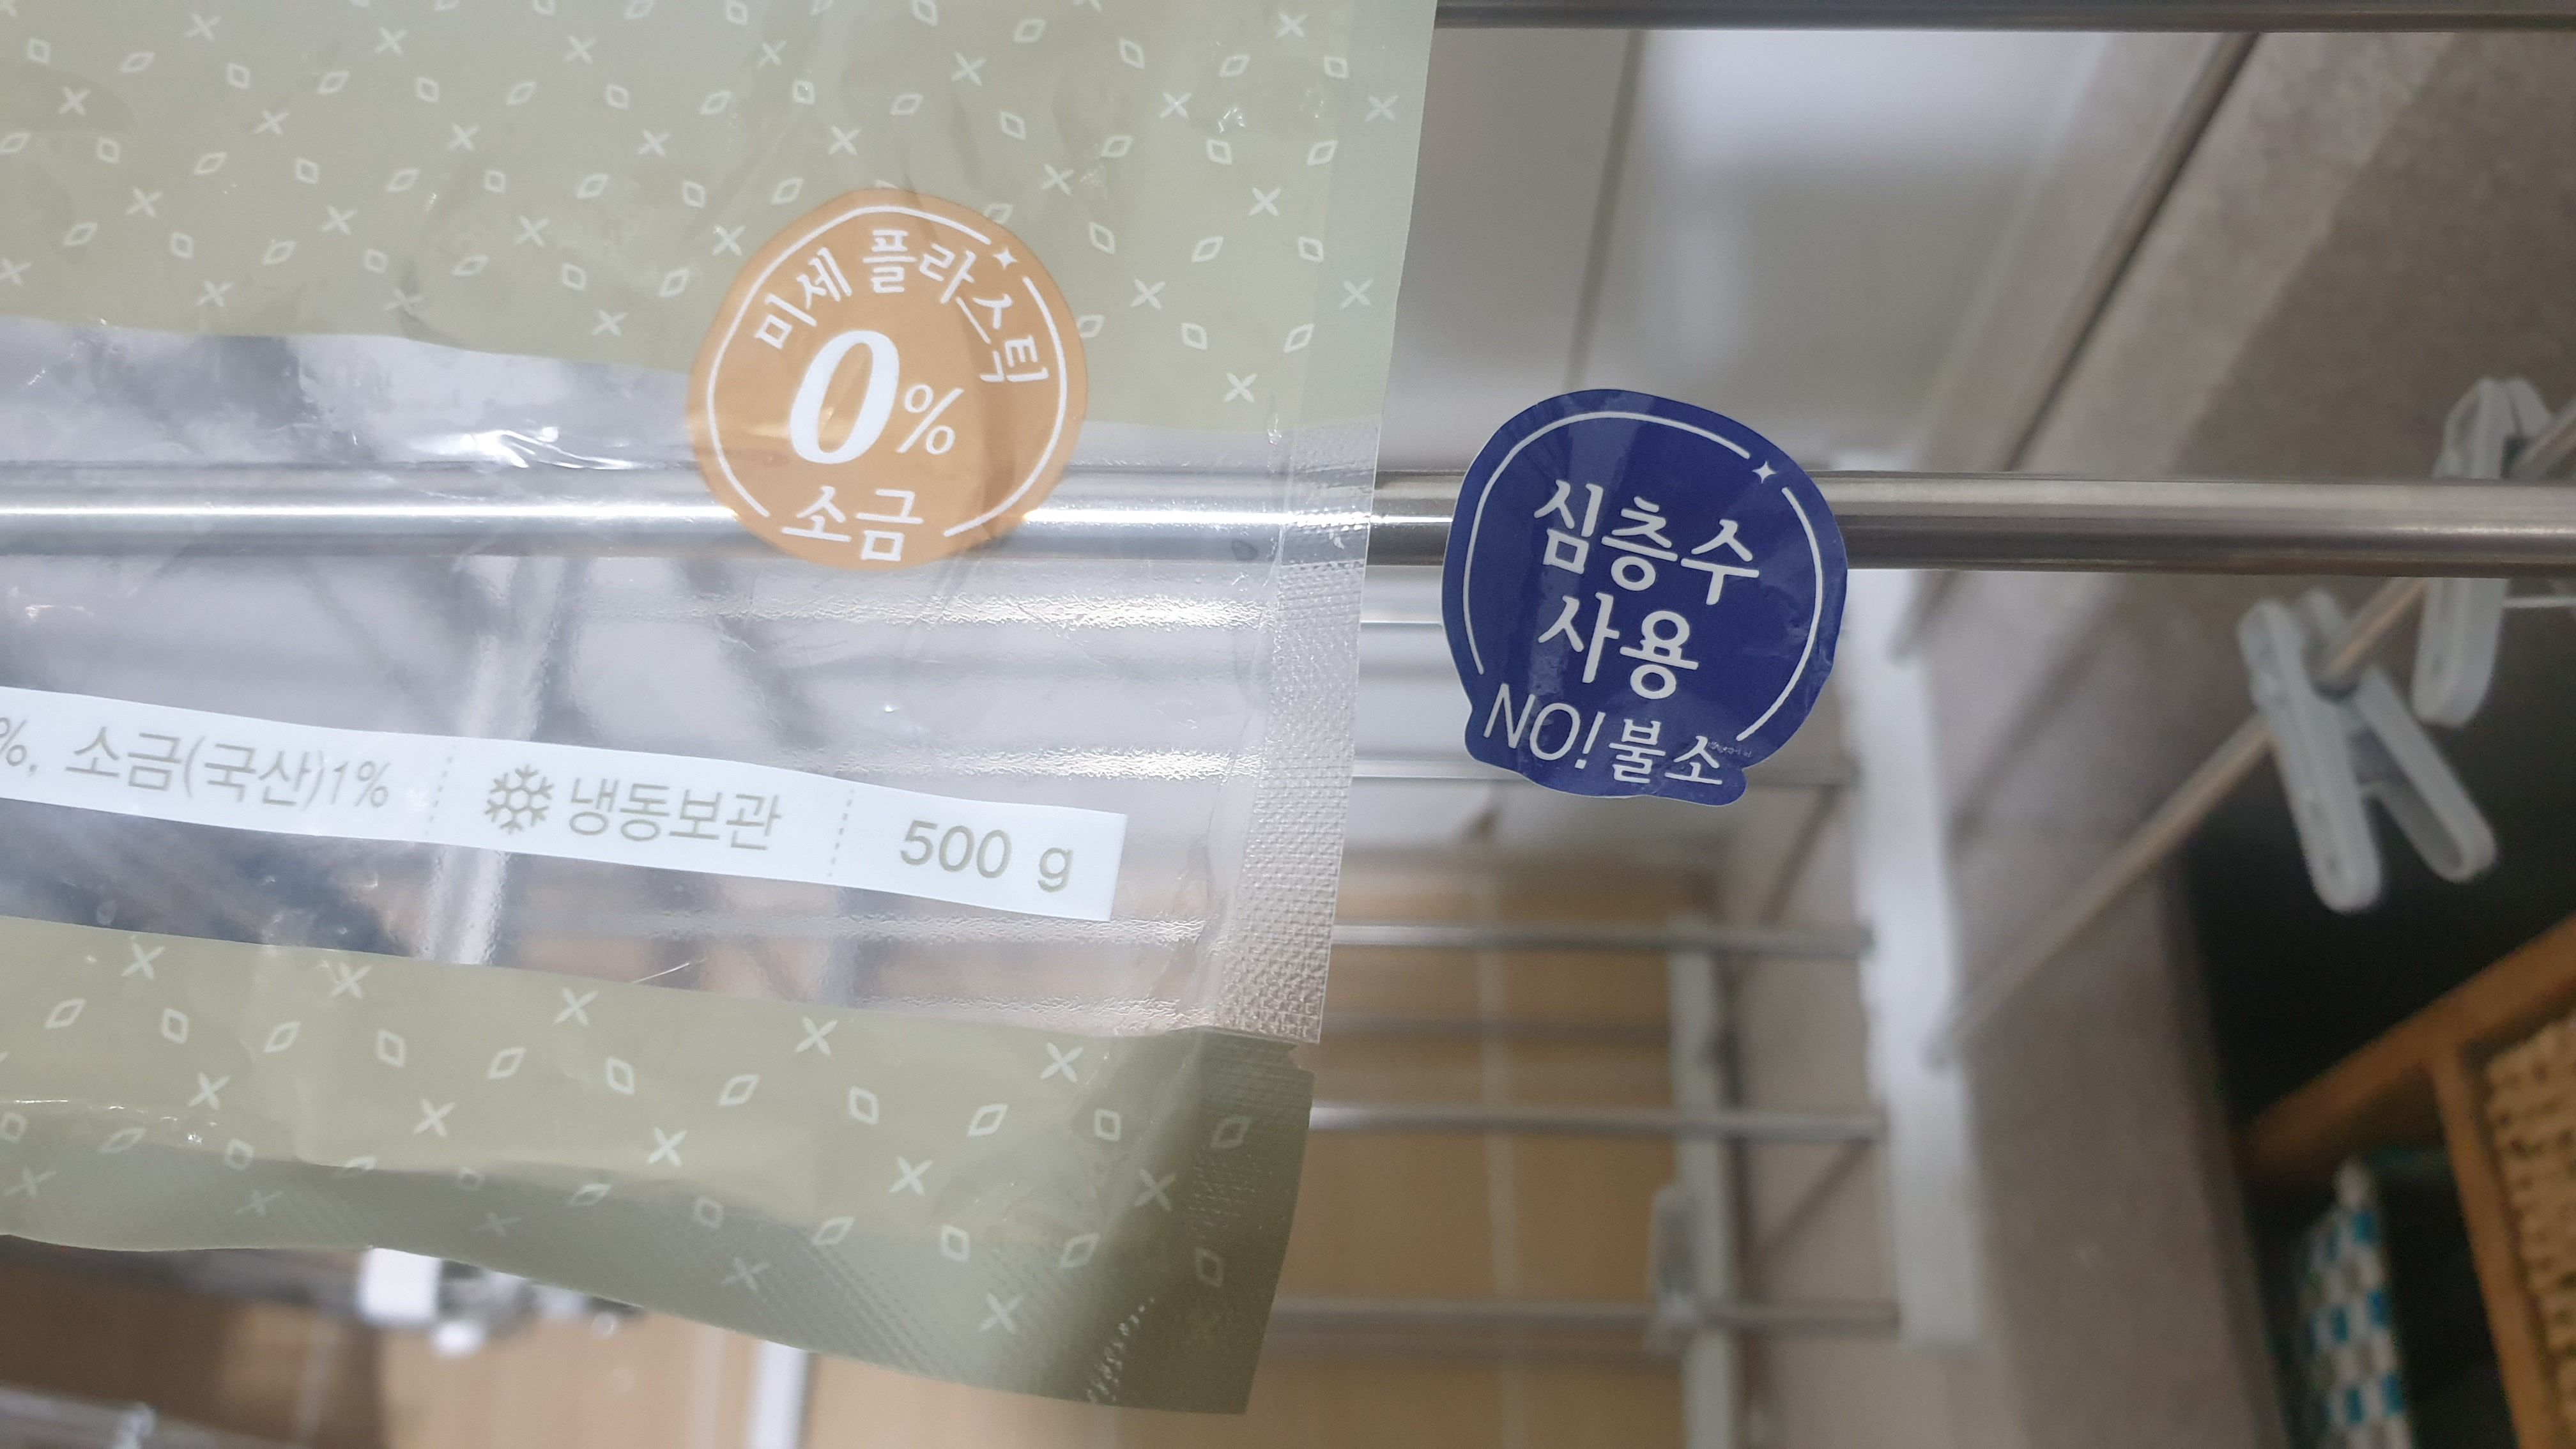 미세 플라스틱
0%
소금
심층수
사용
NO! 불소
%, 소금(국산)1% 냉동보관 500 g